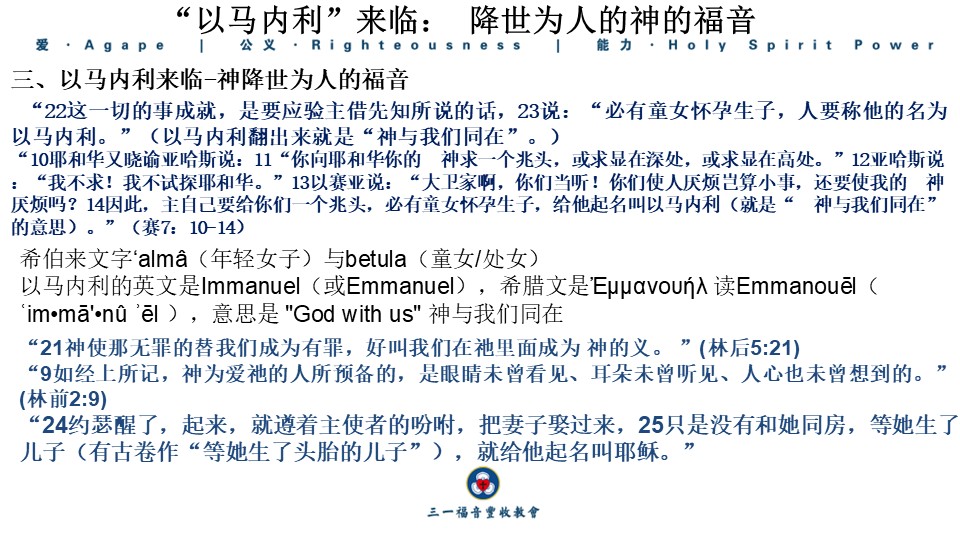 “以马内利”来临： 降世为人的神的福音
爱 · Agape | 公义 · Righteousness | 能力 · Holy Spirit Power
三、以马内利来临-神降世为人的福音
“22这一切的事成就，是要应验主借先知所说的话，23说：“必有童女怀孕生子，人要称他的名为
以马内利。”（以马内利翻出来就是“神与我们同在”。）
“10耶和华又晓谕亚哈斯说：11“你向耶和华你的　神求一个兆头，或求显在深处，或求显在高处。”12亚哈斯说
：“我不求！我不试探耶和华。”13以赛亚说：“大卫家啊，你们当听！你们使人厌烦岂算小事，还要使我的　神
厌烦吗？14因此，主自己要给你们一个兆头，必有童女怀孕生子，给他起名叫以马内利（就是“　神与我们同在”
的意思）。”（赛7：10-14）
希伯来文字‘almâ（年轻女子）与betula（童女/处女）
以马内利的英文是Immanuel（或Emmanuel），希腊文是Ἐμμανουήλ 读Emmanouēl（
ʿim•mā'•nû ʾēl ），意思是 "God with us" 神与我们同在
“21神使那无罪的替我们成为有罪，好叫我们在祂里面成为 神的义。 ” (林后5:21)
“9如经上所记，神为爱祂的人所预备的，是眼睛未曾看见、耳朵未曾听见、人心也未曾想到的。”
(林前2:9)
“24约瑟醒了，起来，就遵着主使者的吩咐，把妻子娶过来，25只是没有和她同房，等她生了
儿子（有古卷作“等她生了头胎的儿子”），就给他起名叫耶稣。”
三一福音豐收教會